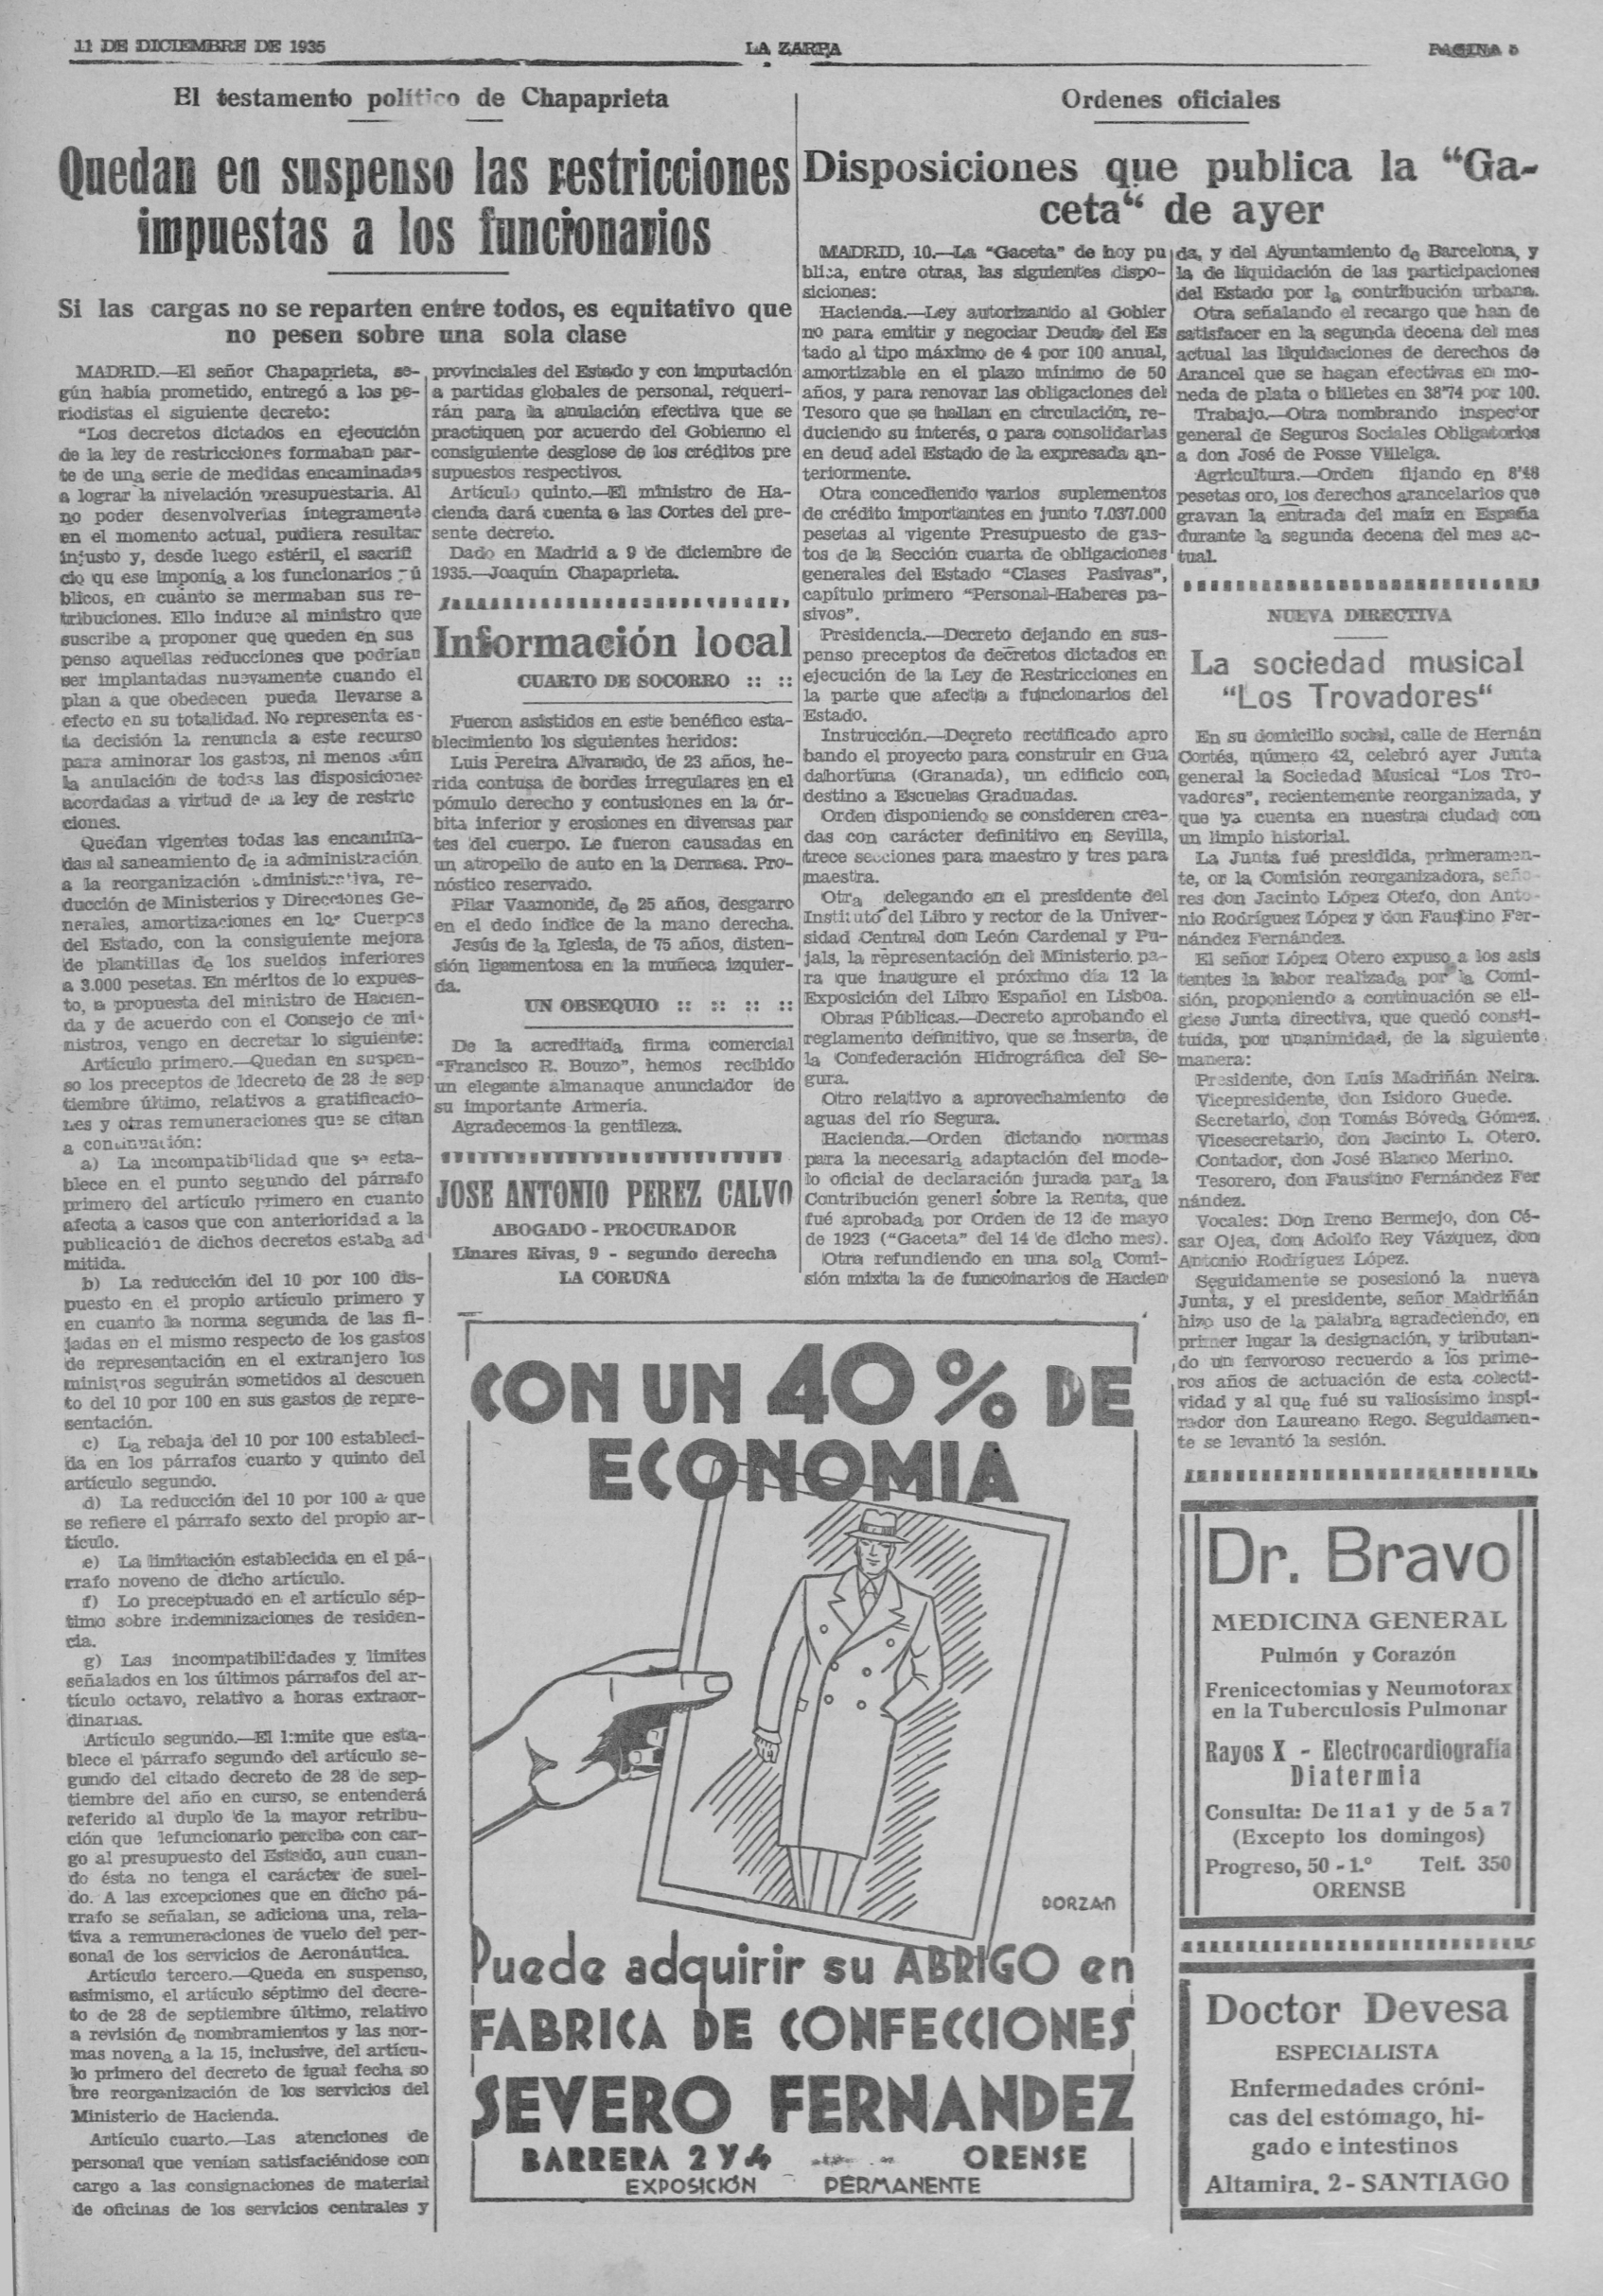 11 DE DICIEMBRE DE 1935
LA ZARPA
PAGINA 5
El testamento político de Chapaprieta
Quedan en suspenso las restricciones
impuestas a los funcionarios
Si las cargas no se reparten entre todos, es equitativo que
no pesen sobre una sola clase
MADRID.—El señor Chapaprieta, se-
gún había prometido, entregó a los pe-
riodistas el siguiente decreto:
"Los decretos dictados en ejecución
de la ley de restricciones formaban par-
te de una serie de medidas encaminadas
a lograr la nivelación presupuestaria. Al
no poder desenvolverlas íntegramente
en el momento actual, pudiera resultar
injusto y, desde luego estéril, el sacrifi
cio qu ese imponía a los funcionarios pú
blicos, en cuanto se mermaban sus re-
tribuciones. Ello induse al ministro que
suscribe a proponer que queden en sus
penso aquellas reducciones que podrían
ser implantadas nuevamente cuando el
plan a que obedecen pueda llevarse a
efecto en su totalidad. No representa es-
ta decisión la renuncia a este recurso
para aminorar los gastos, ni menos aún
la anulación de todas las disposiciones
acordadas a virtud de la ley de restric
ciones.
Quedan vigentes todas las encamina-
das al saneamiento de la administración
a la reorganización administrativa, re-
ducción de Ministerios y Direcciones Ge-
nerales, amortizaciones en los Cuerpos
del Estado, con la consiguiente mejora
de plantillas de los sueldos inferiores
a 3.000 pesetas. En méritos de lo expues-
to, a propuesta del ministro de Hacien-
da y de acuerdo con el Consejo de mi-
nistros, vengo en decretar lo siguiente:
Artículo primero.—Quedan en suspen-
so los preceptos de ldecreto de 28 de sep
tiembre último, relativos a gratificacio-
nes y otras remuneraciones que se citan
a continuación:
a) La incompatibilidad que se esta-
blece en el punto segundo del párrafo
primero del artículo primero en cuanto
afecta a casos que con anterioridad a la
publicación de dichos decretos estaba ad
mitida.
b) La reducción del 10 por 100 dis-
puesto en el propio artículo primero y
en cuanto la norma segunda de las fi-
jadas en el mismo respecto de los gastos
de representación en el extranjero los
ministros seguirán sometidos al descuen
to del 10 por 100 en sus gastos de repre-
sentación.
c) La rebaja del 10 por 100 estableci-
da en los párrafos cuarto y quinto del
artículo segundo.
d) La reducción del 10 por 100 a que
se refiere el párrafo sexto del propio ar-
tículo.
e) La limitación establecida en el pá-
rrafo noveno de dicho artículo.
f) Lo preceptuado en el artículo sép-
timo sobre indemnizaciones de residen-
cia.
g) Las incompatibilidades y límites
señalados en los últimos párrafos del ar-
tículo octavo, relativo a horas extraor-
dinarias.
Artículo segundo.—El límite que esta-
blece el párrafo segundo del artículo se-
gundo del citado decreto de 28 de sep-
tiembre del año en curso, se entenderá
referido al duplo de la mayor retribu-
ción que lefuncionario perciba con car-
go al presupuesto del Estado, aun cuan-
do ésta no tenga el carácter de suel-
do. A las excepciones que en dicho pá-
rrafo se señalan, se adiciona una, rela-
tiva a remuneraciones de vuelo del per-
sonal de los servicios de Aeronáutica.
Artículo tercero.—Queda en suspenso,
asimismo, el artículo séptimo del decre-
to de 28 de septiembre último, relativo
a revisión de nombramientos y las nor-
mas novena a la 15, inclusive, del artícu-
lo primero del decreto de igual fecha so
bre reorganización de los servicios del
Ministerio de Hacienda.
Artículo cuarto.—Las atenciones de
personal que venían satisfaciéndose con
cargo a las consignaciones de material
de oficinas de los servicios centrales y
provinciales del Estado y con imputación
a partidas globales de personal, requeri-
rán para la anulación efectiva que se
practiquen por acuerdo del Gobierno el
consiguiente desglose de los créditos pre
supuestos respectivos.
Artículo quinto.—El ministro de Ha-
cienda dará cuenta a las Cortes del pre-
sente decreto.
Dado en Madrid a 9 de diciembre de
1935.—Joaquín Chapaprieta.
Información local
CUARTO DE SOCORRO :: ::
Fueron asistidos en este benéfico esta-
blecimiento los siguientes heridos:
Luis Pereira Alvarado, de 23 años, he-
rida contusa de bordes irregulares en el
pómulo derecho y contusiones en la ór-
bita inferior y erosiones en diversas par
tes del cuerpo. Le fueron causadas en
un atropello de auto en la Derrasa. Pro-
nóstico reservado.
Pilar Vaamonde, de 25 años, desgarro
en el dedo índice de la mano derecha.
Jesús de la Iglesia, de 75 años, disten-
sión ligamentosa en la muñeca izquier-
da.
UN OBSEQUIO :: :: :: ::
De la acreditada firma comercial
"Francisco R. Bouzo", hemos recibido
un elegante almanaque anunciador de
su importante Armería.
Agradecemos la gentileza.
JOSE ANTONIO PEREZ CALVO
ABOGADO - PROCURADOR
Linares Rivas, 9 - segundo derecha
LA CORUÑA
Ordenes oficiales
Disposiciones que publica la “Ga-
ceta“ de ayer
MADRID, 10.—La "Gaceta" de hoy pu
blica, entre otras, las siguientes dispo-
siciones:
Hacienda.—Ley autorizando al Gobier
no para emitir y negociar Deuda del Es
tado al tipo máximo de 4 por 100 anual,
amortizable en el plazo mínimo de 50
años, y para renovar las obligaciones del
Tesoro que se hallan en circulación, re-
duciendo su interés, o para consolidarlas
en deud adel Estado de la expresada an-
teriormente.
Otra concediendo varios suplementos
de crédito importantes en junto 7.037.000
pesetas al vigente Presupuesto de gas-
tos de la Sección cuarta de obligaciones
generales del Estado "Clases Pasivas",
capítulo primero "Personal-Haberes pa-
sivos".
Presidencia.—Decreto dejando en sus-
penso preceptos de decretos dictados en
ejecución de la Ley de Restricciones en
la parte que afecta a funcionarios del
Estado.
Instrucción.—Decreto rectificado apro
bando el proyecto para construir en Gua
dahortuna (Granada), un edificio con
destino a Escuelas Graduadas.
Orden disponiendo se consideren crea-
das con carácter definitivo en Sevilla,
trece secciones para maestro y tres para
maestra.
Otra delegando en el presidente del
Instituto del Libro y rector de la Univer-
sidad Central don León Cardenal y Pu-
jals, la representación del Ministerio pa-
ra que inaugure el próximo día 12 la
Exposición del Libro Español en Lisboa.
Obras Públicas.—Decreto aprobando el
reglamento definitivo, que se inserta, de
la Confederación Hidrográfica del Se-
gura.
Otro relativo a aprovechamiento de
aguas del río Segura.
Hacienda.—Orden dictando normas
para la necesaria adaptación del mode-
lo oficial de declaración jurada para la
Contribución generl sobre la Renta, que
fué aprobada por Orden de 12 de mayo
de 1923 ("Gaceta" del 14 de dicho mes).
Otra refundiendo en una sola Comi-
sión mixta la de funcoinarios de Hacien
da, y del Ayuntamiento de Barcelona, y
la de liquidación de las participaciones
del Estado por la contribución urbana.
Otra señalando el recargo que han de
satisfacer en la segunda decena del mes
actual las liquidaciones de derechos de
Arancel que se hagan efectivas en mo-
neda de plata o billetes en 38'74 por 100.
Trabajo.—Otra nombrando inspector
general de Seguros Sociales Obligatorios
a don José de Posse Villelga.
Agricultura.—Orden fijando en 8'48
pesetas oro, los derechos arancelarios que
gravan la entrada del maíz en España
durante la segunda decena del mes ac-
tual.
NUEVA DIRECTIVA
La sociedad musical
“Los Trovadores“
En su domicilio social, calle de Hernán
Cortés, número 42, celebró ayer Junta
general la Sociedad Musical "Los Tro-
vadores", recientemente reorganizada, y
que ya cuenta en nuestra ciudad con
un limpio historial.
La Junta fué presidida, primeramen-
te, or la Comisión reorganizadora, seño-
res don Jacinto López Otefo, don Anto-
nio Rodríguez López y don Faustino Fer-
nández Fernández.
El señor López Otero expuso a los asis
tentes la labor realizada por la Comi-
sión, proponiendo a continuación se eli-
giese Junta directiva, que quedó consti-
tuída, por unanimidad, de la siguiente
manera:
Presidente, don Luís Madriñán Neira.
Vicepresidente, don Isidoro Guede.
Secretario, don Tomás Bóveda Gómez.
Vicesecretario, don Jacinto L. Otero.
Contador, don José Blanco Merino.
Tesorero, don Faustino Fernández Fer
nández.
Vocales: Don Ireno Bermejo, don Cé-
sar Ojea, don Adolfo Rey Vázquez, don
Antonio Rodríguez López.
Seguidamente se posesionó la nueva
Junta, y el presidente, señor Madriñán
hizo uso de la palabra agradeciendo, en
primer lugar la designación, y tributan-
do un fervoroso recuerdo a los prime-
ros años de actuación de esta colecti-
vidad y al que fué su valiosísimo inspi-
rador don Laureano Rego. Seguidamen-
te se levantó la sesión.
CON UN 40 % DE
ECONOMIA
DORZAN
Puede adquirir su ABRIGO en
FABRICA DE CONFECCIONES
SEVERO FERNANDEZ
BARRERA 2 Y 4 ORENSE
EXPOSICIÓN PERMANENTE
Dr. Bravo
MEDICINA GENERAL
Pulmón y Corazón
Frenicectomias y Neumotorax
en la Tuberculosis Pulmonar
Rayos X - Electrocardiografía
Diatermia
Consulta: De 11 a 1 y de 5 a 7
(Excepto los domingos)
Progreso, 50 - 1.º Telf. 350
ORENSE
Doctor Devesa
ESPECIALISTA
Enfermedades cróni-
cas del estómago, hi-
gado e intestinos
Altamira, 2 - SANTIAGO